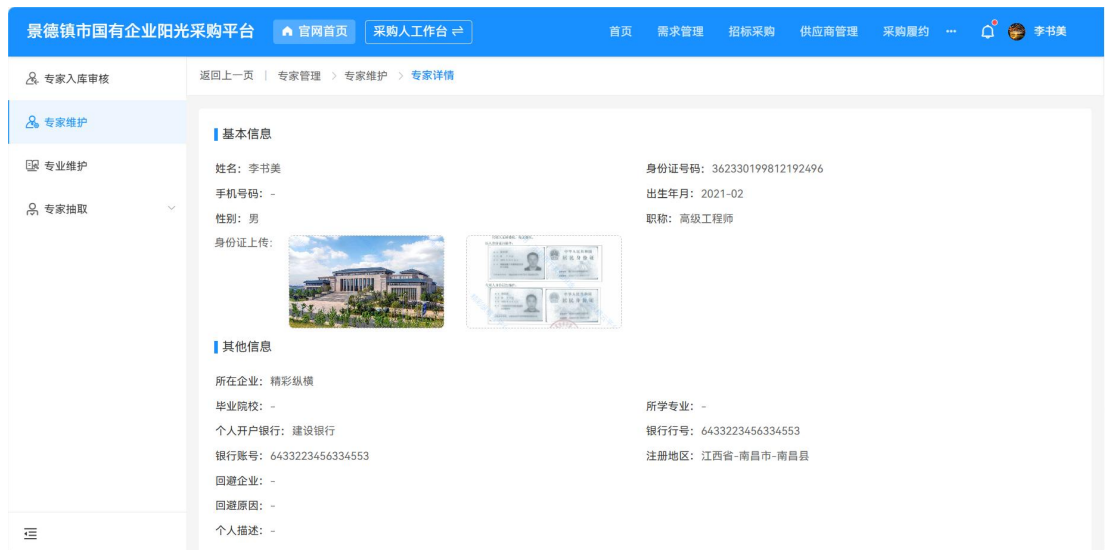 景德镇市国有企业阳光采购平台 官网首页 采购人工作台 首页 需求管理 招标采购 供应商管理 采购履约 ··· 李书美
专家入库审核
返回上一页 | 专家管理 > 专家维护 > 专家详情
专家维护
专业维护
专家抽取
基本信息
姓名：李书美 身份证号码：362330199812192496
手机号码：- 出生年月：2021-02
性别：男 职称：高级工程师
身份证上传：
其他信息
所在企业：精彩纵横
毕业院校：- 所学专业：-
个人开户银行：建设银行 银行行号：6433223456334553
银行账号：6433223456334553 注册地区：江西省-南昌市-南昌县
回避企业：-
回避原因：-
个人描述：-